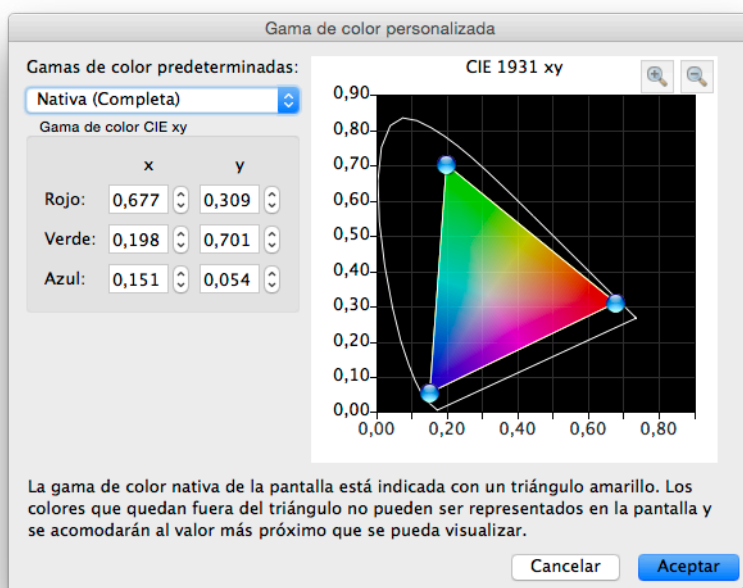 Gama de color personalizada
Gamas de color predeterminadas:
Nativa (Completa)
Gama de color CIE xy
x y
Rojo: 0,677 0,309
Verde: 0,198 0,701
Azul: 0,151 0,054
CIE 1931 xy
0,90
0,80
0,70
0,60
0,50
0,40
0,30
0,20
0,10
0,00
0,00 0,20 0,40 0,60 0,80
La gama de color nativa de la pantalla está indicada con un triángulo amarillo. Los
colores que quedan fuera del triángulo no pueden ser representados en la pantalla y
se acomodarán al valor más próximo que se pueda visualizar.
Cancelar Aceptar